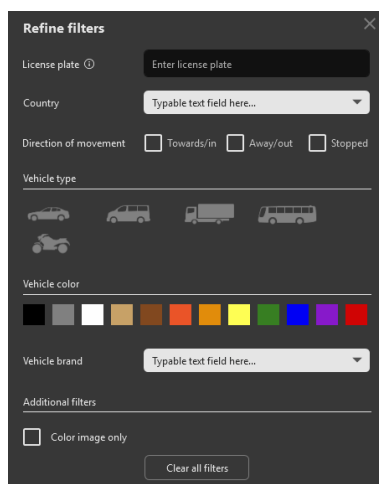 Refine filters
License plate Enter license plate
Country Typable text field here...
Direction of movement Towards/in Away/out Stopped
Vehicle type
Vehicle color
Vehicle brand Typable text field here...
Additional filters
Color image only
Clear all filters